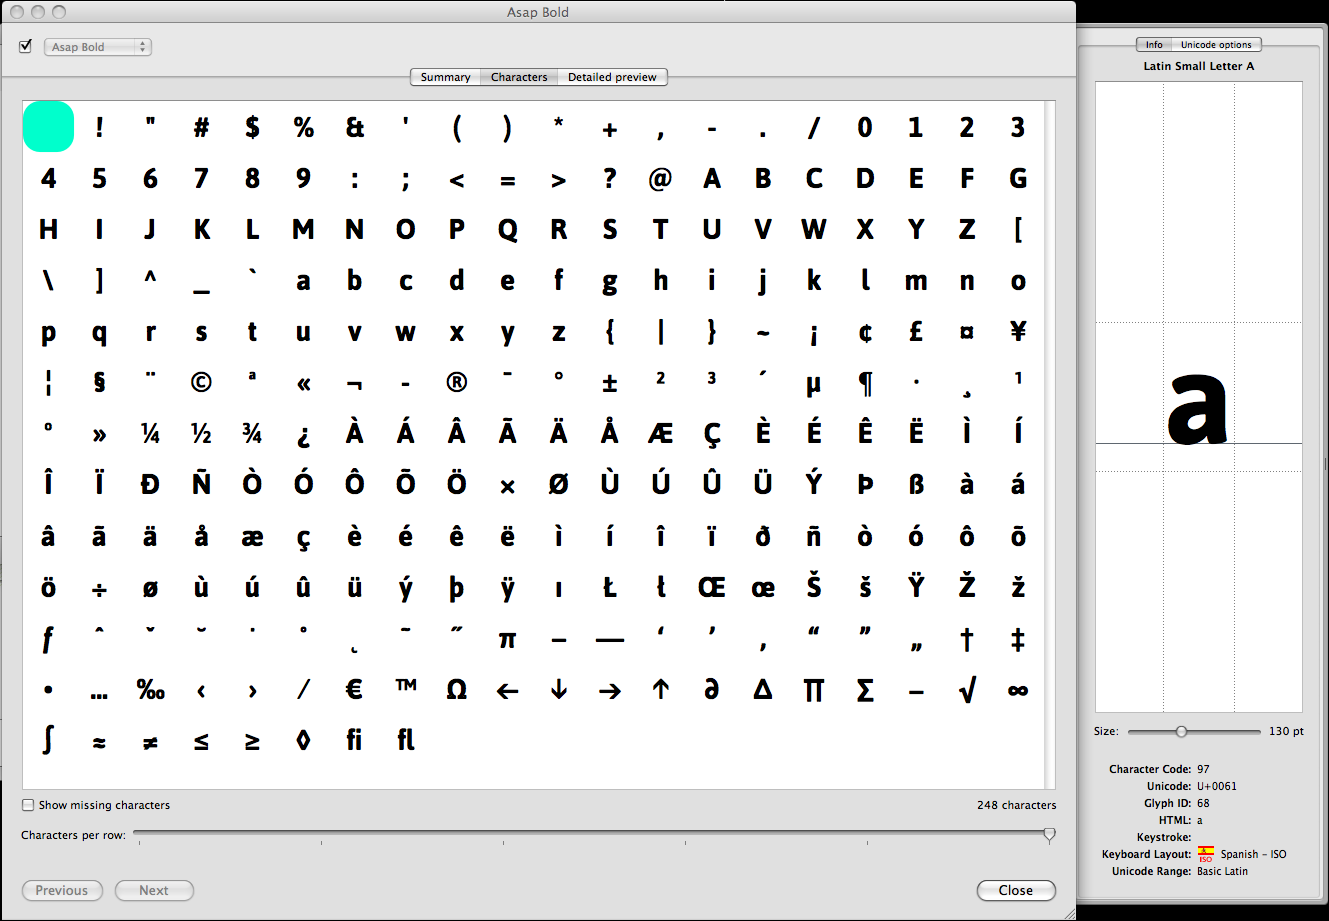 Asap Bold
Asap Bold
Summary Characters Detailed preview
! " # $ % & ' ( ) * + , - . / 0 1 2 3
4 5 6 7 8 9 : ; < = > ? @ A B C D E F G
H I J K L M N O P Q R S T U V W X Y Z [
\ ] ^ _ ` a b c d e f g h i j k l m n o
p q r s t u v w x y z { | } ~ ¡ ¢ £ ¤ ¥
¦ § ¨ © ª « ¬ - ® ¯ ° ± ² ³ ´ µ ¶ · ¸ ¹
º » ¼ ½ ¾ ¿ À Á Â Ã Ä Å Æ Ç È É Ê Ë Ì Í
Î Ï Ð Ñ Ò Ó Ô Õ Ö × Ø Ù Ú Û Ü Ý Þ ß à á
â ã ä å æ ç è é ê ë ì í î ï ð ñ ò ó ô õ
ö ÷ ø ù ú û ü ý þ ÿ ı Ł ł Œ œ Š š Ÿ Ž ž
ƒ ˆ ˇ ˘ ˙ ˚ ˛ ˜ ˝ π – — ‘ ’ ‚ “ ” „ † ‡
• … ‰ ‹ › ⁄ € ™ Ω ← ↓ → ↑ ∂ ∆ ∏ ∑ − √ ∞
∫ ≈ ≠ ≤ ≥ ◊ fi fl
Show missing characters
248 characters
Characters per row:
Previous Next Close
Info Unicode options
Latin Small Letter A
a
Size: 130 pt
Character Code: 97
Unicode: U+0061
Glyph ID: 68
HTML: a
Keystroke:
Keyboard Layout: ISO Spanish - ISO
Unicode Range: Basic Latin